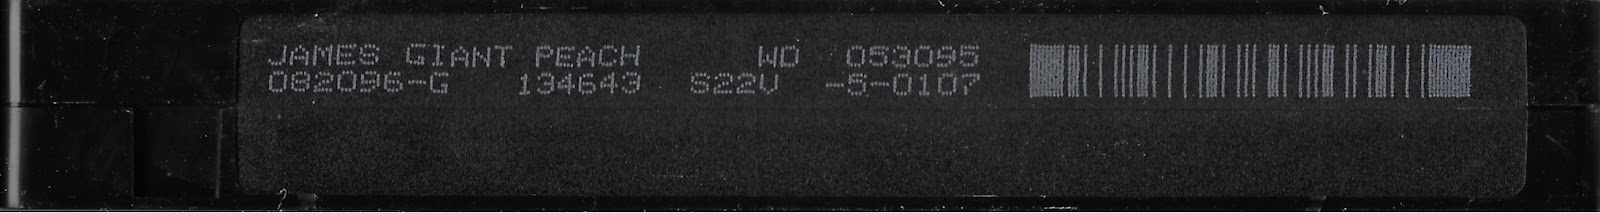 JAMES GIANT PEACH WD 053095
082096-G 134643 S22V -5-0107